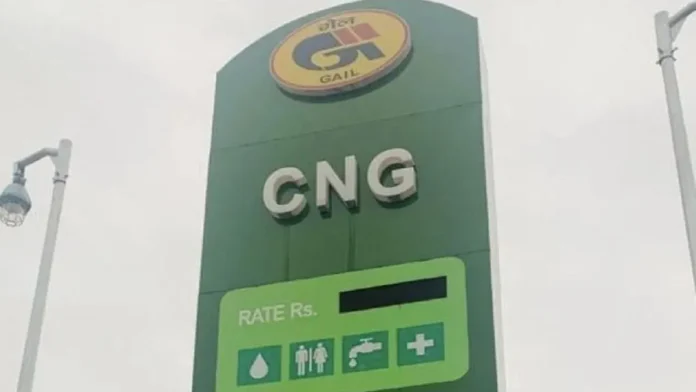 गेल
GAIL
CNG
RATE Rs.